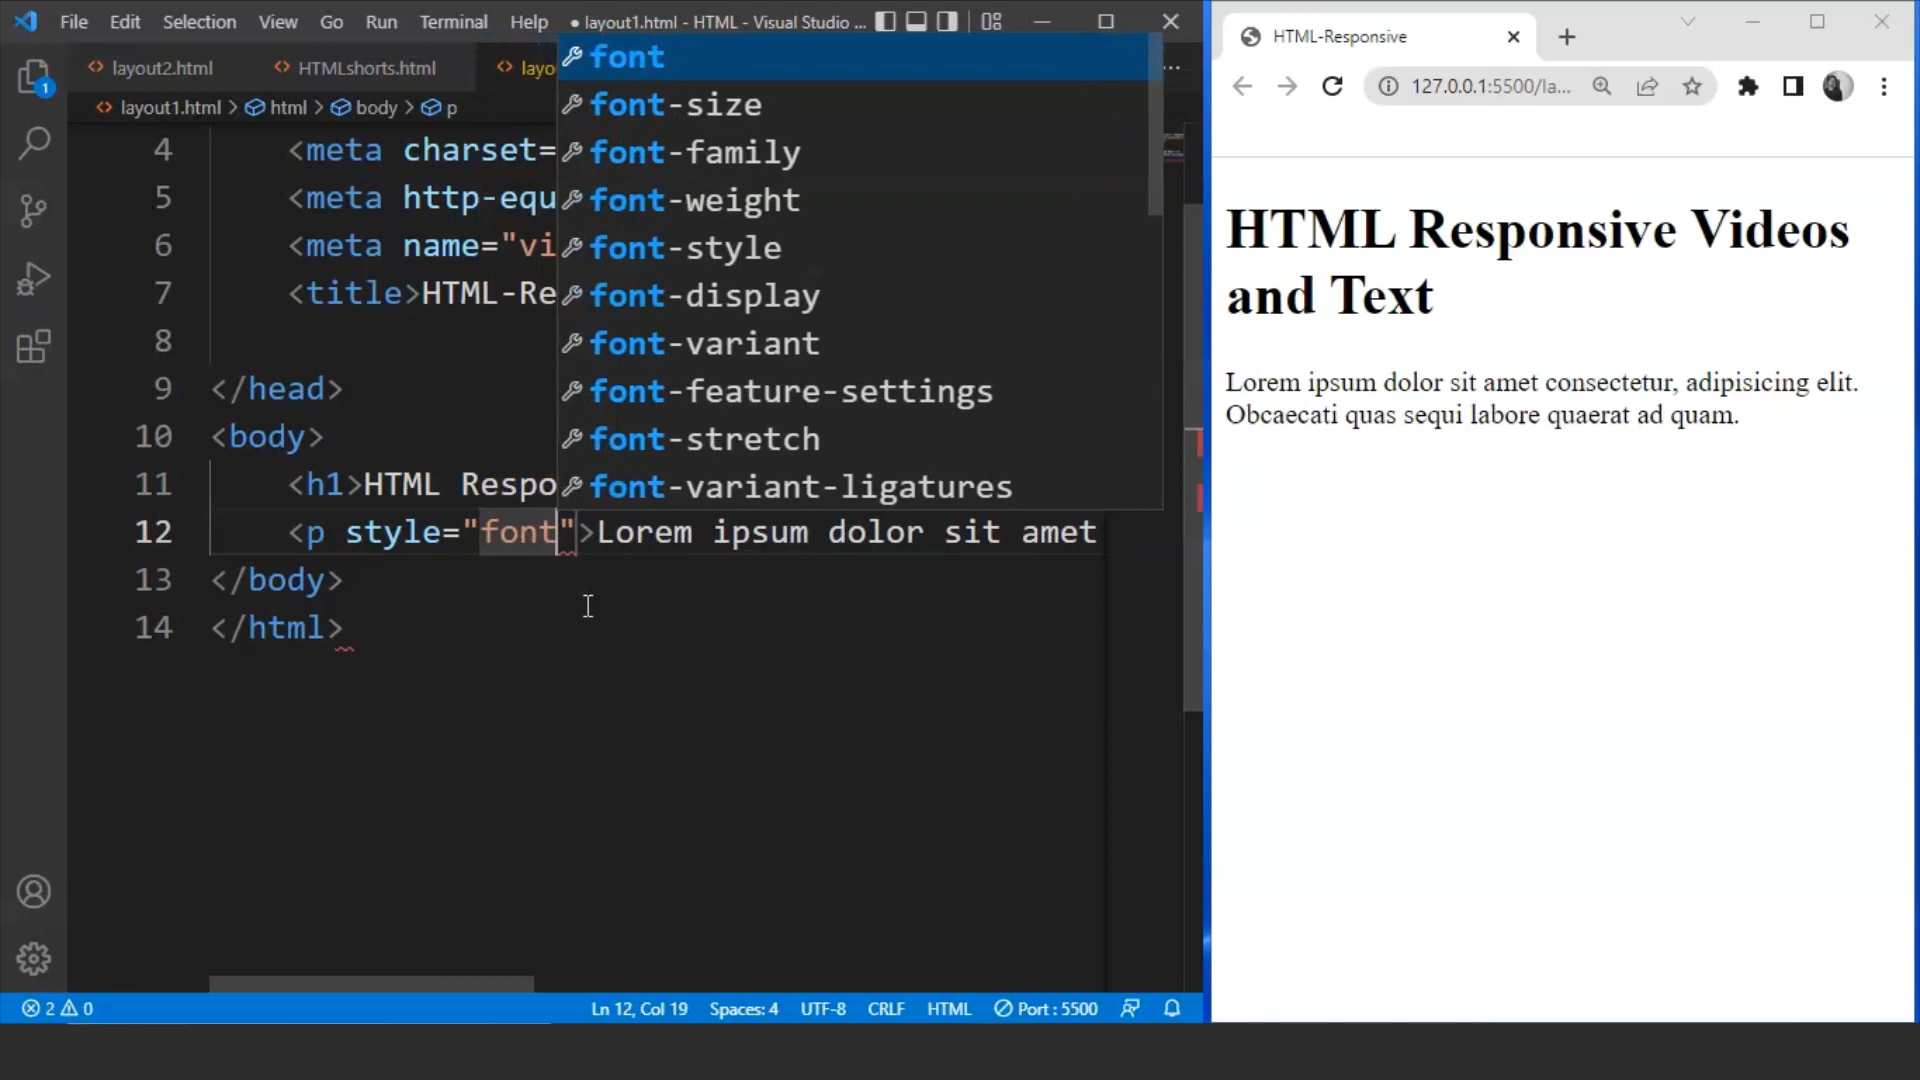 File Edit Selection View Go Run Terminal Help ● layout1.html - HTML - Visual Studio ...
layout2.html HTMLshorts.html layo ...
layout1.html > html > body > p
4 <meta charset=
5 <meta http-equ
6 <meta name="vi
7 <title>HTML-Re
8
9 </head>
10 <body>
11 <h1>HTML Respo
12 <p style="font">Lorem ipsum dolor sit amet
13 </body>
14 </html>
font
font-size
font-family
font-weight
font-style
font-display
font-variant
font-feature-settings
font-stretch
font-variant-ligatures
1
2 0 Ln 12, Col 19 Spaces: 4 UTF-8 CRLF HTML Port : 5500
HTML-Responsive
127.0.0.1:5500/la...
HTML Responsive Videos
and Text
Lorem ipsum dolor sit amet consectetur, adipisicing elit.
Obcaecati quas sequi labore quaerat ad quam.